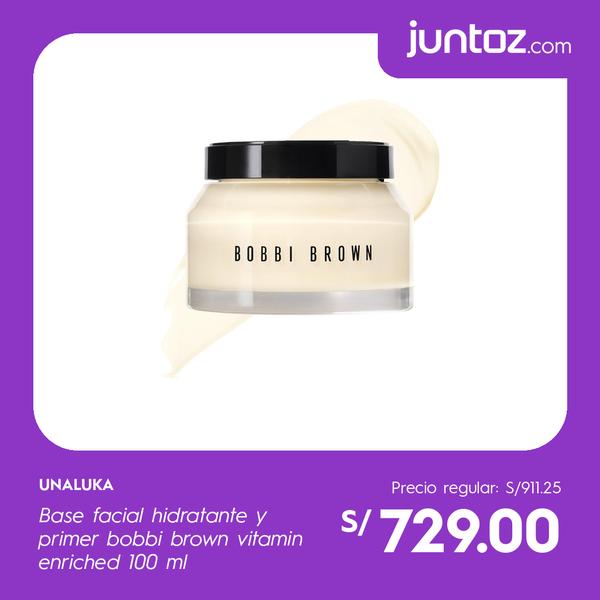 juntoz.com
BOBBI BROWN
UNALUKA
Base facial hidratante y
primer bobbi brown vitamin
enriched 100 ml
Precio regular: S/911.25
S/729.00